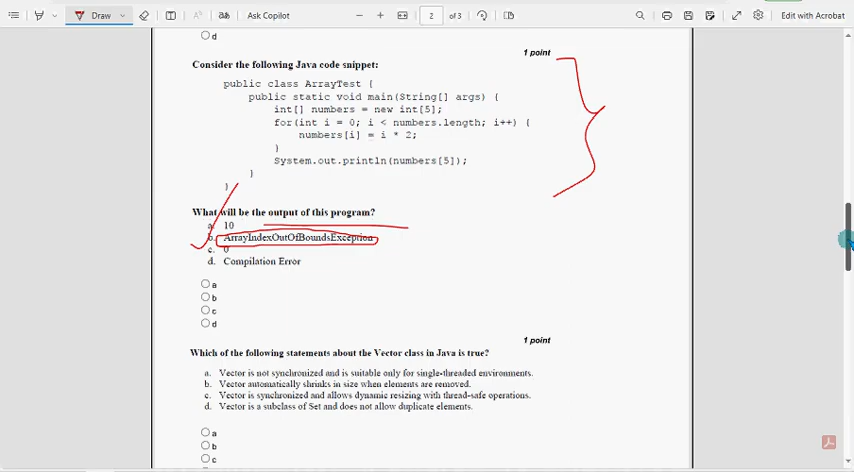 Draw
Ask Copilot
2
of 3
Edit with Acrobat
d
1 point
Consider the following Java code snippet:
public class ArrayTest {
public static void main(String[] args) {
int[] numbers = new int[5];
for(int i = 0; i < numbers.length; i++) {
numbers[i] = i * 2;
}
System.out.println(numbers[5]);
}
}
What will be the output of this program?
a. 10
b. ArrayIndexOutOfBoundsException
c. 0
d. Compilation Error
a
b
c
d
1 point
Which of the following statements about the Vector class in Java is true?
a. Vector is not synchronized and is suitable only for single-threaded environments.
b. Vector automatically shrinks in size when elements are removed.
c. Vector is synchronized and allows dynamic resizing with thread-safe operations.
d. Vector is a subclass of Set and does not allow duplicate elements.
a
b
c